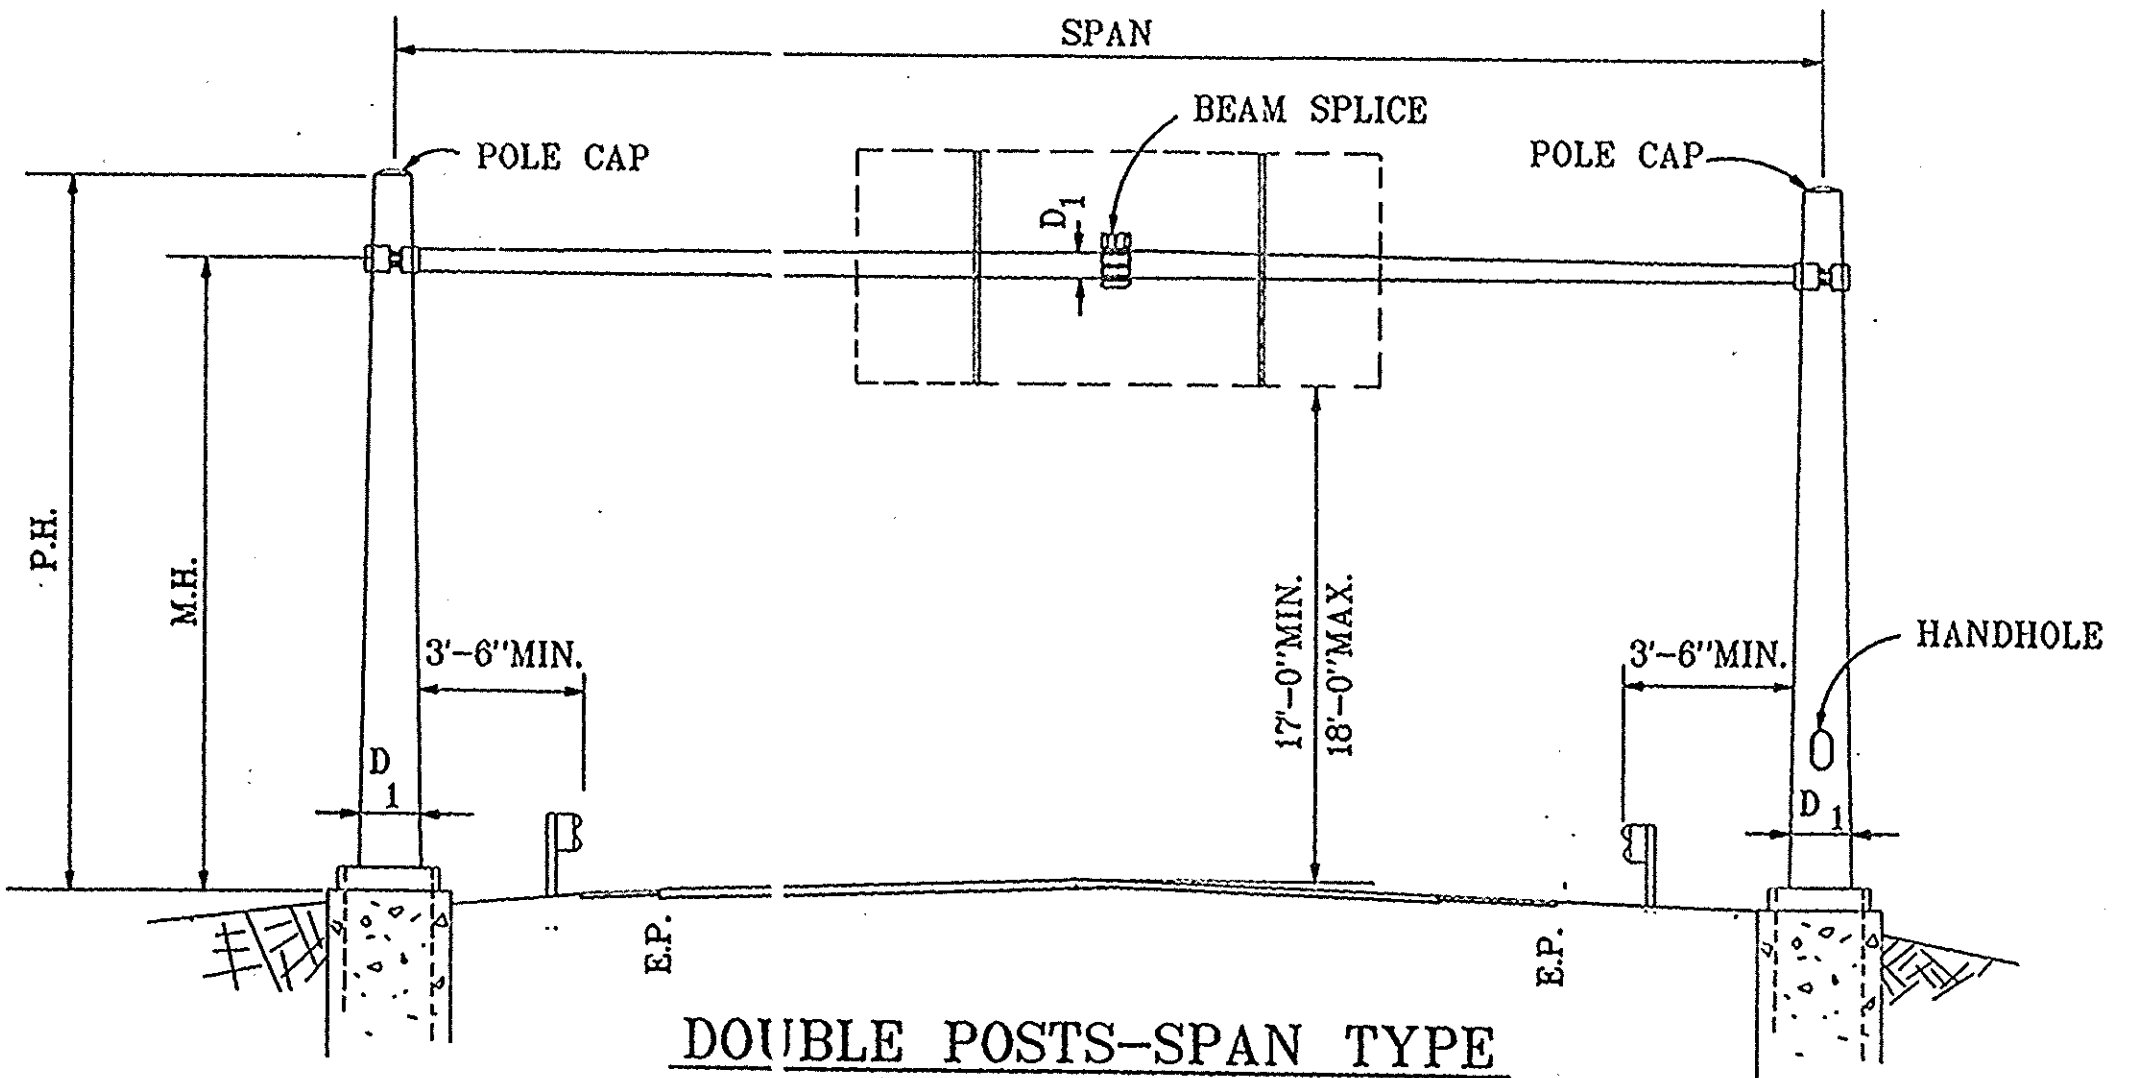 SPAN
BEAM SPLICE
POLE CAP
POLE CAP
D1
P.H.
M.H.
3'-6"MIN.
17'-0"MIN.
18'-0"MAX.
3'-6"MIN.
HANDHOLE
D1
D1
E.P.
E.P.
DOUBLE POSTS-SPAN TYPE